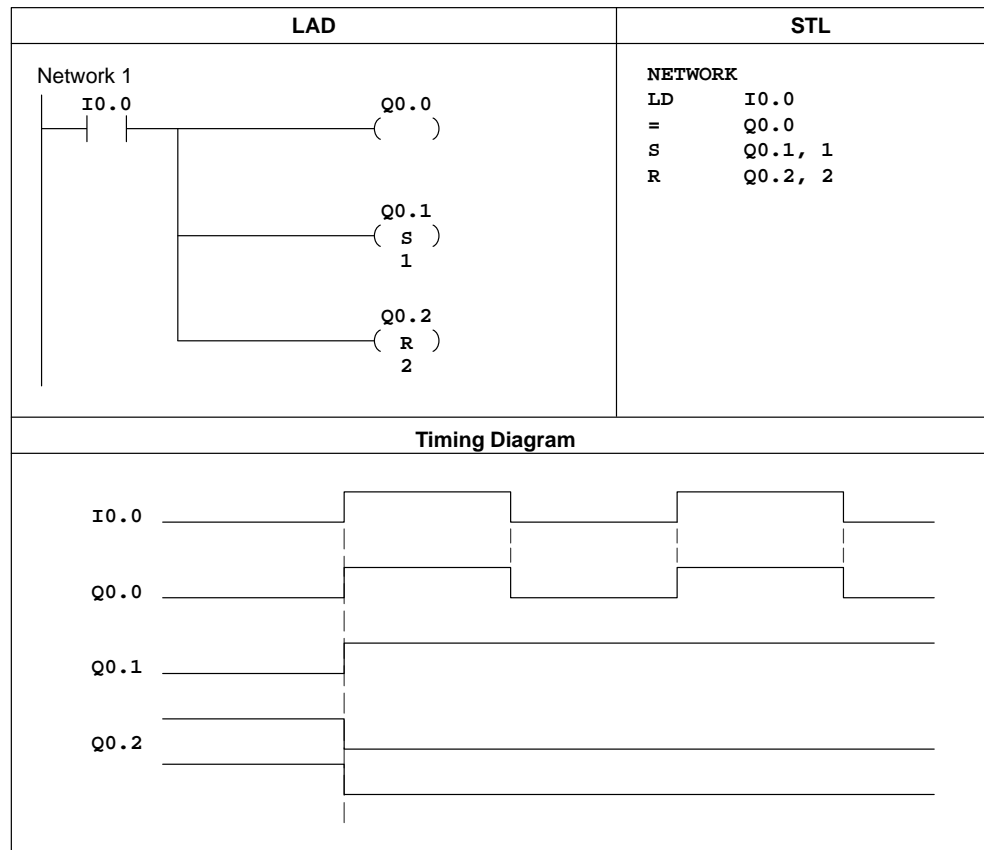 LAD
STL
Network 1
I0.0
Q0.0
( )
Q0.1
( S )
1
Q0.2
( R )
2
NETWORK
LD I0.0
= Q0.0
S Q0.1, 1
R Q0.2, 2
Timing Diagram
I0.0
Q0.0
Q0.1
Q0.2